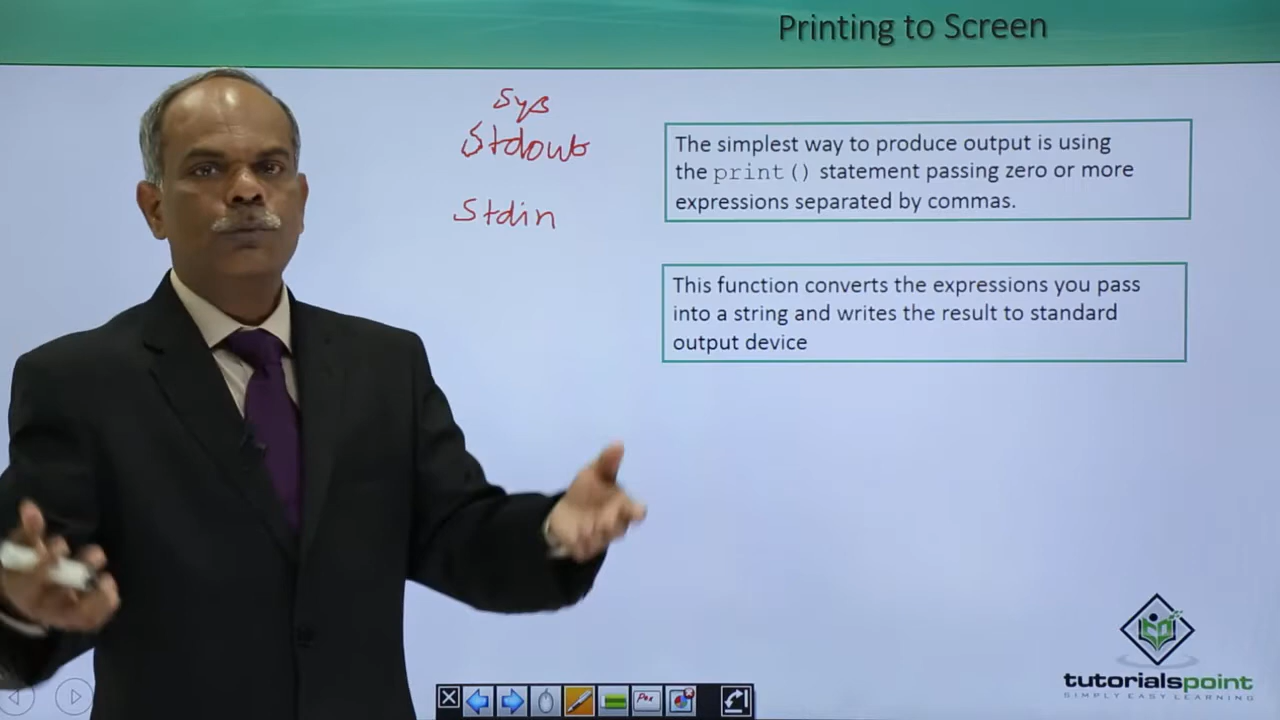 Printing to Screen
Sys
Stdout
Stdin
The simplest way to produce output is using
the print() statement passing zero or more
expressions separated by commas.
This function converts the expressions you pass
into a string and writes the result to standard
output device
Pen
tutorialspoint
SIMPLY EASY LEARNING